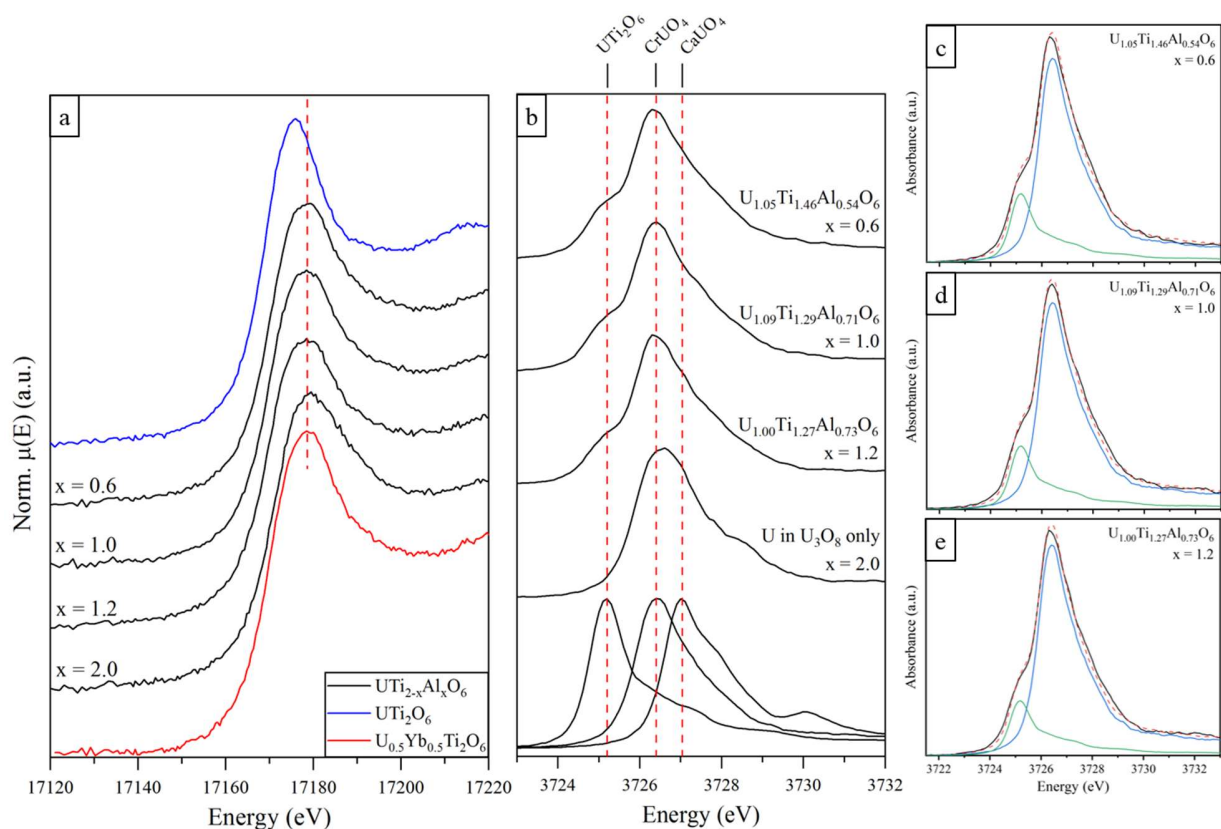 a
Norm. μ(E) (a.u.)
x = 0.6
x = 1.0
x = 1.2
x = 2.0
UTi₂₋ₓAlₓO₆
UTi₂O₆
U₀.₅Yb₀.₅Ti₂O₆
17120 17140 17160 17180 17200 17220
Energy (eV)
UTi₂O₆
CrUO₄
CaUO₄
b
U₁.₀₅Ti₁.₄₆Al₀.₅₄O₆
x = 0.6
U₁.₀₉Ti₁.₂₉Al₀.₇₁O₆
x = 1.0
U₁.₀₀Ti₁.₂₇Al₀.₇₃O₆
x = 1.2
U in U₃O₈ only
x = 2.0
3724 3726 3728 3730 3732
Energy (eV)
c
U₁.₀₅Ti₁.₄₆Al₀.₅₄O₆
x = 0.6
Absorbance (a.u.)
d
U₁.₀₉Ti₁.₂₉Al₀.₇₁O₆
x = 1.0
Absorbance (a.u.)
e
U₁.₀₀Ti₁.₂₇Al₀.₇₃O₆
x = 1.2
Absorbance (a.u.)
3722 3724 3726 3728 3730 3732
Energy (eV)